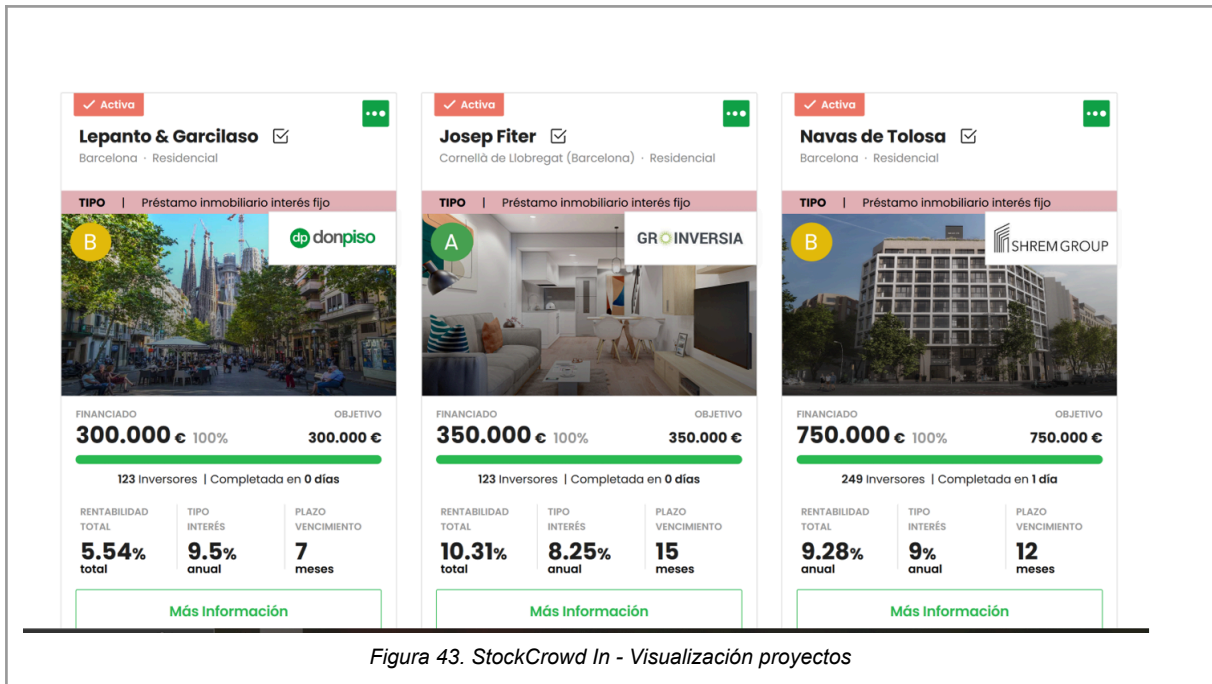 Activa
Lepanto & Garcilaso
Barcelona · Residencial
TIPO | Préstamo inmobiliario interés fijo
B
dp donpiso
FINANCIADO OBJETIVO
300.000 € 100% 300.000 €
123 Inversores | Completada en 0 días
RENTABILIDAD TOTAL TIPO INTERÉS PLAZO VENCIMIENTO
5.54% total 9.5% anual 7 meses
Más Información
Activa
Josep Fiter
Cornellà de Llobregat (Barcelona) · Residencial
TIPO | Préstamo inmobiliario interés fijo
A
GROINVERSIA
FINANCIADO OBJETIVO
350.000 € 100% 350.000 €
123 Inversores | Completada en 0 días
RENTABILIDAD TOTAL TIPO INTERÉS PLAZO VENCIMIENTO
10.31% total 8.25% anual 15 meses
Más Información
Activa
Navas de Tolosa
Barcelona · Residencial
TIPO | Préstamo inmobiliario interés fijo
B
SHREM GROUP
FINANCIADO OBJETIVO
750.000 € 100% 750.000 €
249 Inversores | Completada en 1 día
RENTABILIDAD TOTAL TIPO INTERÉS PLAZO VENCIMIENTO
9.28% anual 9% anual 12 meses
Más Información
Figura 43. StockCrowd In - Visualización proyectos